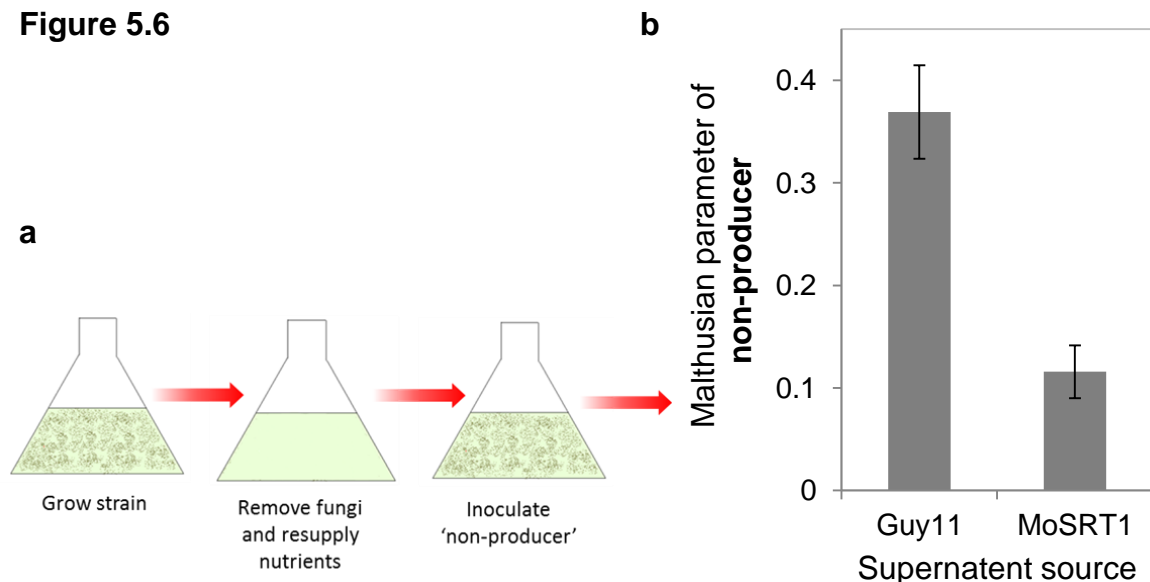 Figure 5.6
a
Grow strain
Remove fungi
and resupply
nutrients
Inoculate
‘non-producer’
b
Malthusian parameter of
non-producer
0.4
0.3
0.2
0.1
0
Guy11 MoSRT1
Supernatent source